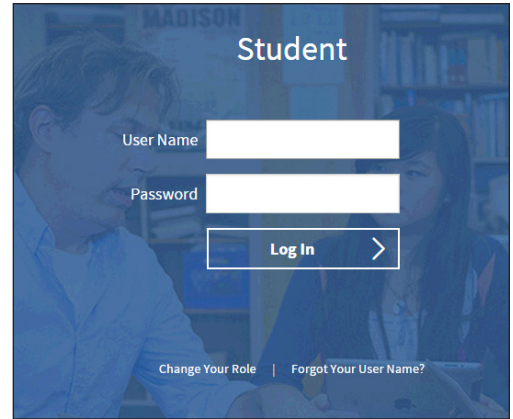 MADISON
Student
User Name
Password
Log In
Change Your Role | Forgot Your User Name?